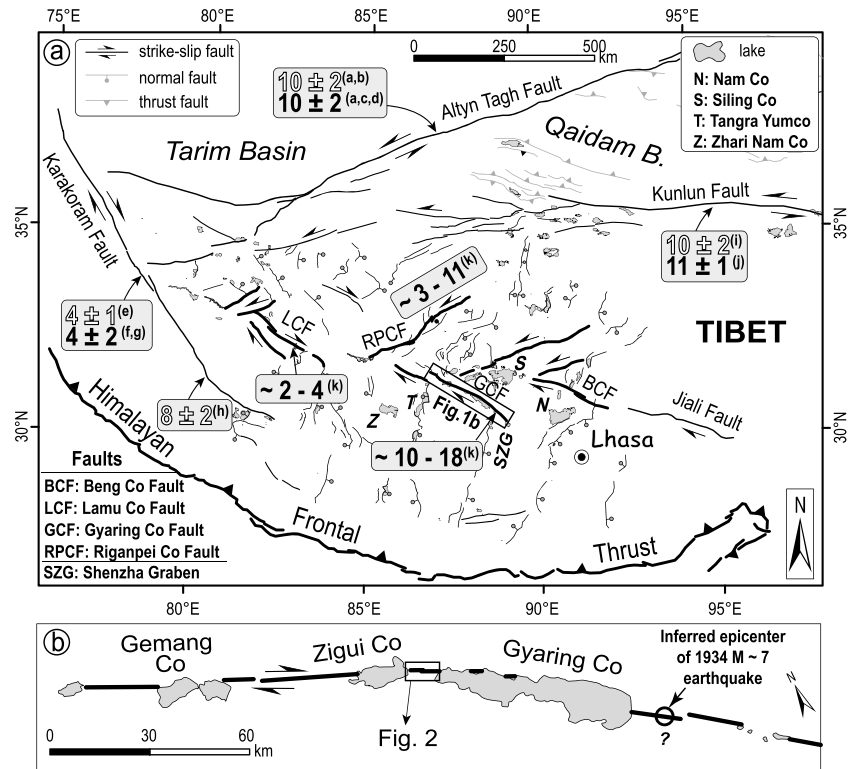 75°E 80°E 85°E 90°E 95°E
a
strike-slip fault
normal fault
thrust fault
0 250 500
km
lake
N: Nam Co
S: Siling Co
T: Tangra Yumco
Z: Zhari Nam Co
10 ± 2(a,b)
10 ± 2 (a,c,d)
Altyn Tagh Fault
Tarim Basin
Qaidam B.
Karakoram Fault
Kunlun Fault
35°N 35°N
10 ± 2(i)
11 ± 1(j)
~ 3 - 11(k)
4 ± 1(e)
4 ± 2(f,g)
LCF
RPCF
TIBET
~ 2 - 4(k)
8 ± 2(h)
S
GCF
BCF
T
Fig.1b
N
Z
Jiali Fault
30°N 30°N
SZG
Lhasa
~ 10 - 18(k)
Himalayan
Frontal
Thrust
Faults
BCF: Beng Co Fault
LCF: Lamu Co Fault
GCF: Gyaring Co Fault
RPCF: Riganpei Co Fault
SZG: Shenzha Graben
N
80°E 85°E 90°E 95°E
b
Gemang
Co
Zigui Co
Gyaring Co
Inferred epicenter
of 1934 M ~ 7
earthquake
N
?
Fig. 2
0 30 60
km